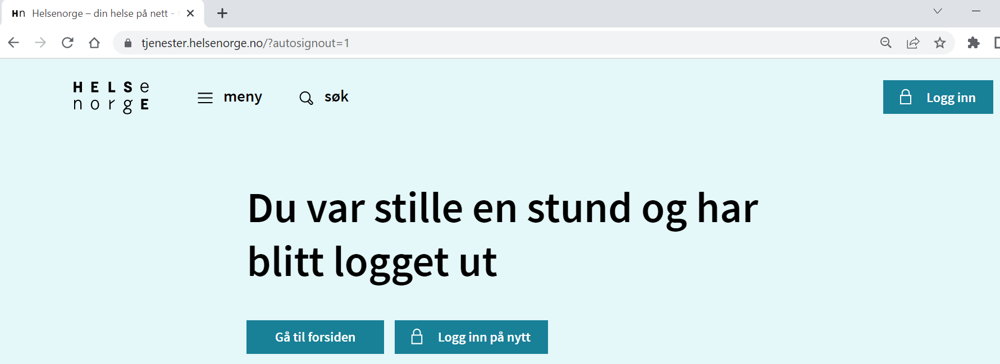 Hn Helsenorge – din helse på nett -
tjenester.helsenorge.no/?autosignout=1
HELSe
norgE
meny
søk
Logg inn
Du var stille en stund og har
blitt logget ut
Gå til forsiden
Logg inn på nytt